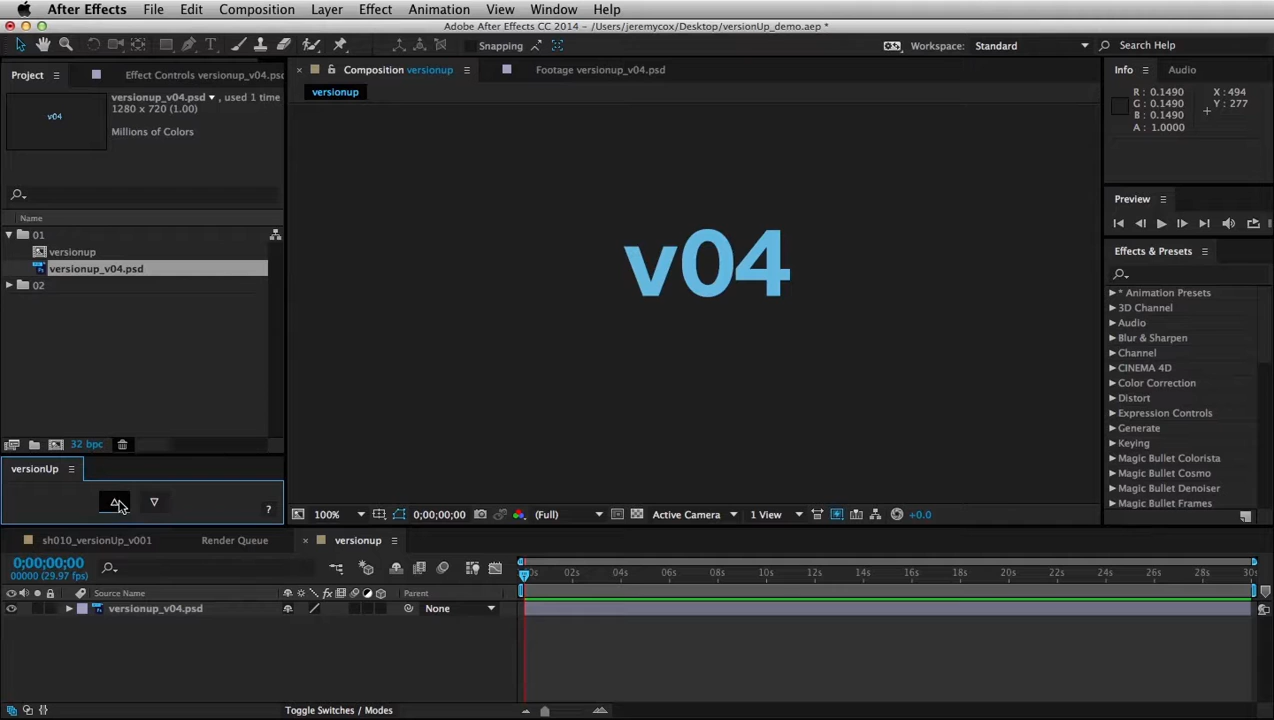 After Effects File Edit Composition Layer Effect Animation View Window Help
Adobe After Effects CC 2014 - /Users/jeremycox/Desktop/versionUp_demo.aep *
Snapping
Workspace: Standard
Search Help
Project
Effect Controls versionup_v04.psd
Composition versionup
Footage versionup_v04.psd
Info
Audio
versionup_v04.psd, used 1 time
1280 x 720 (1.00)
Millions of Colors
v04
versionup
R: 0.1490
G: 0.1490
B: 0.1490
A: 1.0000
X: 494
Y: 277
v04
Preview
Name
01
versionup
versionup_v04.psd
02
Effects & Presets
* Animation Presets
3D Channel
Audio
Blur & Sharpen
Channel
CINEMA 4D
Color Correction
Distort
Expression Controls
Generate
Keying
Magic Bullet Colorista
Magic Bullet Cosmo
Magic Bullet Denoiser
Magic Bullet Frames
32 bpc
versionUp
?
100%
0;00;00;00
(Full)
Active Camera
1 View
+0.0
sh010_versionUp_v001
Render Queue
versionup
0;00;00;00
00000 (29.97 fps)
0s 02s 04s 06s 08s 10s 12s 14s 16s 18s 20s 22s 24s 26s 28s 30s
# Source Name
Parent
versionup_v04.psd
None
Toggle Switches / Modes